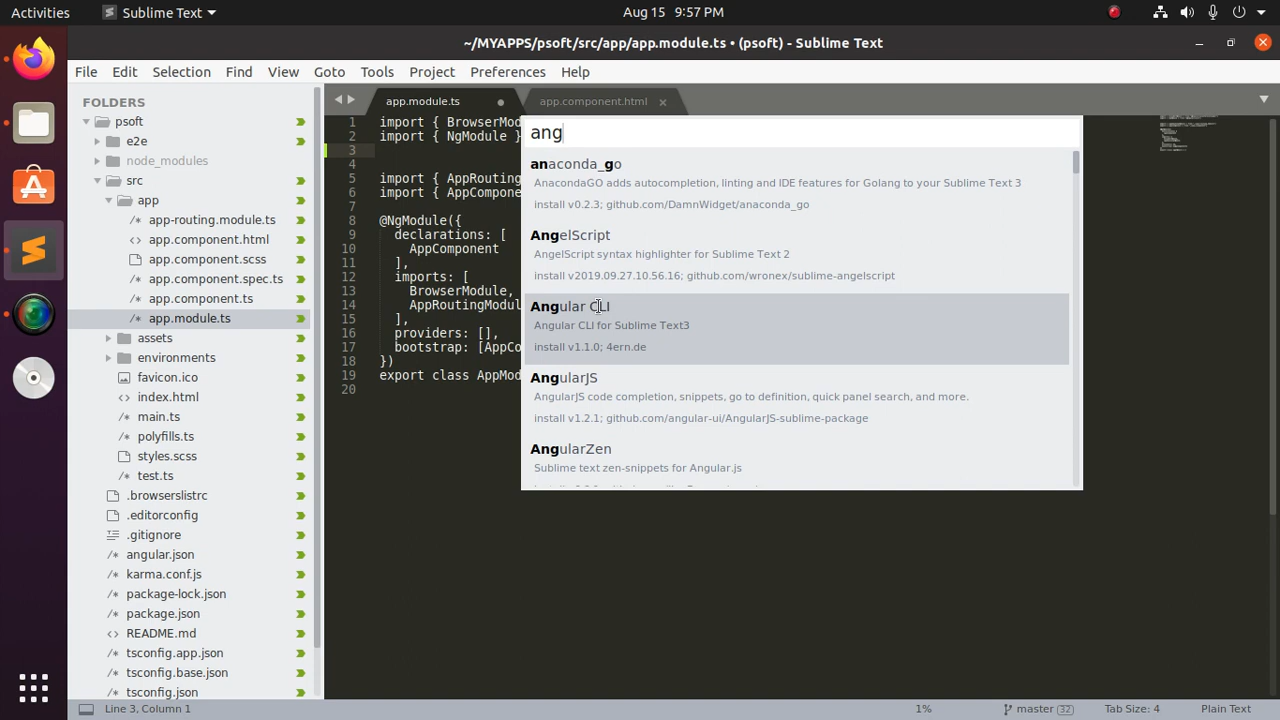 Activities
Sublime Text
Aug 15 9:57 PM
~/MYAPPS/psoft/src/app/app.module.ts • (psoft) - Sublime Text
File Edit Selection Find View Goto Tools Project Preferences Help
FOLDERS
psoft
e2e
node_modules
src
app
/* app-routing.module.ts
<> app.component.html
app.component.scss
/* app.component.spec.ts
/* app.component.ts
/* app.module.ts
assets
environments
favicon.ico
<> index.html
/* main.ts
/* polyfills.ts
/* styles.scss
/* test.ts
.browserslistrc
.editorconfig
.gitignore
/* angular.json
/* karma.conf.js
/* package-lock.json
/* package.json
<> README.md
/* tsconfig.app.json
/* tsconfig.base.json
/* tsconfig.json
app.module.ts
app.component.html
1 import { BrowserMod
2 import { NgModule }
3
4
5 import { AppRouting
6 import { AppCompone
7
8 @NgModule({
9 declarations: [
10 AppComponent
11 ],
12 imports: [
13 BrowserModule,
14 AppRoutingModul
15 ],
16 providers: [],
17 bootstrap: [AppCo
18 })
19 export class AppMod
20
ang
anaconda_go
AnacondaGO adds autocompletion, linting and IDE features for Golang to your Sublime Text 3
install v0.2.3; github.com/DamnWidget/anaconda_go
AngelScript
AngelScript syntax highlighter for Sublime Text 2
install v2019.09.27.10.56.16; github.com/wronex/sublime-angelscript
Angular CLI
Angular CLI for Sublime Text3
install v1.1.0; 4ern.de
AngularJS
AngularJS code completion, snippets, go to definition, quick panel search, and more.
install v1.2.1; github.com/angular-ui/AngularJS-sublime-package
AngularZen
Sublime text zen-snippets for Angular.js
Line 3, Column 1
1%
master 32
Tab Size: 4
Plain Text